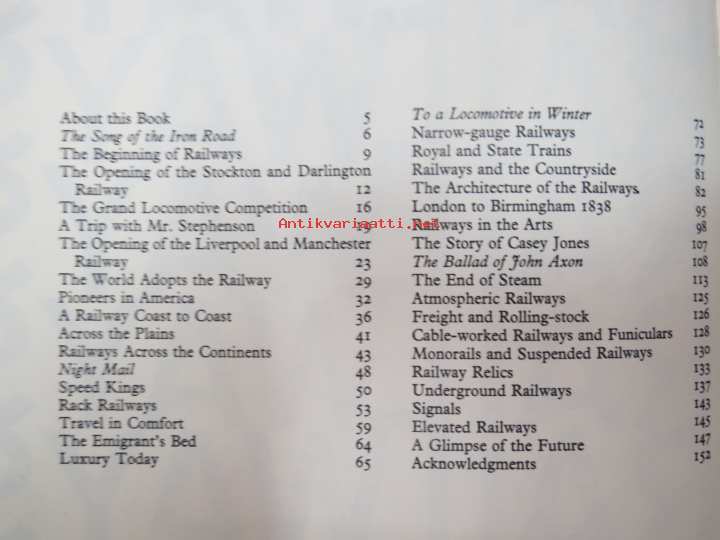 About this Book 5
The Song of the Iron Road 6
The Beginning of Railways 9
The Opening of the Stockton and Darlington
Railway 12
The Grand Locomotive Competition 16
A Trip with Mr. Stephenson 19
The Opening of the Liverpool and Manchester
Railway 23
The World Adopts the Railway 29
Pioneers in America 32
A Railway Coast to Coast 36
Across the Plains 41
Railways Across the Continents 43
Night Mail 48
Speed Kings 50
Rack Railways 53
Travel in Comfort 59
The Emigrant's Bed 64
Luxury Today 65
To a Locomotive in Winter 72
Narrow-gauge Railways 73
Royal and State Trains 77
Railways and the Countryside 81
The Architecture of the Railways 82
London to Birmingham 1838 95
Railways in the Arts 98
The Story of Casey Jones 107
The Ballad of John Axon 108
The End of Steam 113
Atmospheric Railways 125
Freight and Rolling-stock 126
Cable-worked Railways and Funiculars 128
Monorails and Suspended Railways 130
Railway Relics 133
Underground Railways 137
Signals 143
Elevated Railways 145
A Glimpse of the Future 147
Acknowledgments 152
Antikvariaatti.net